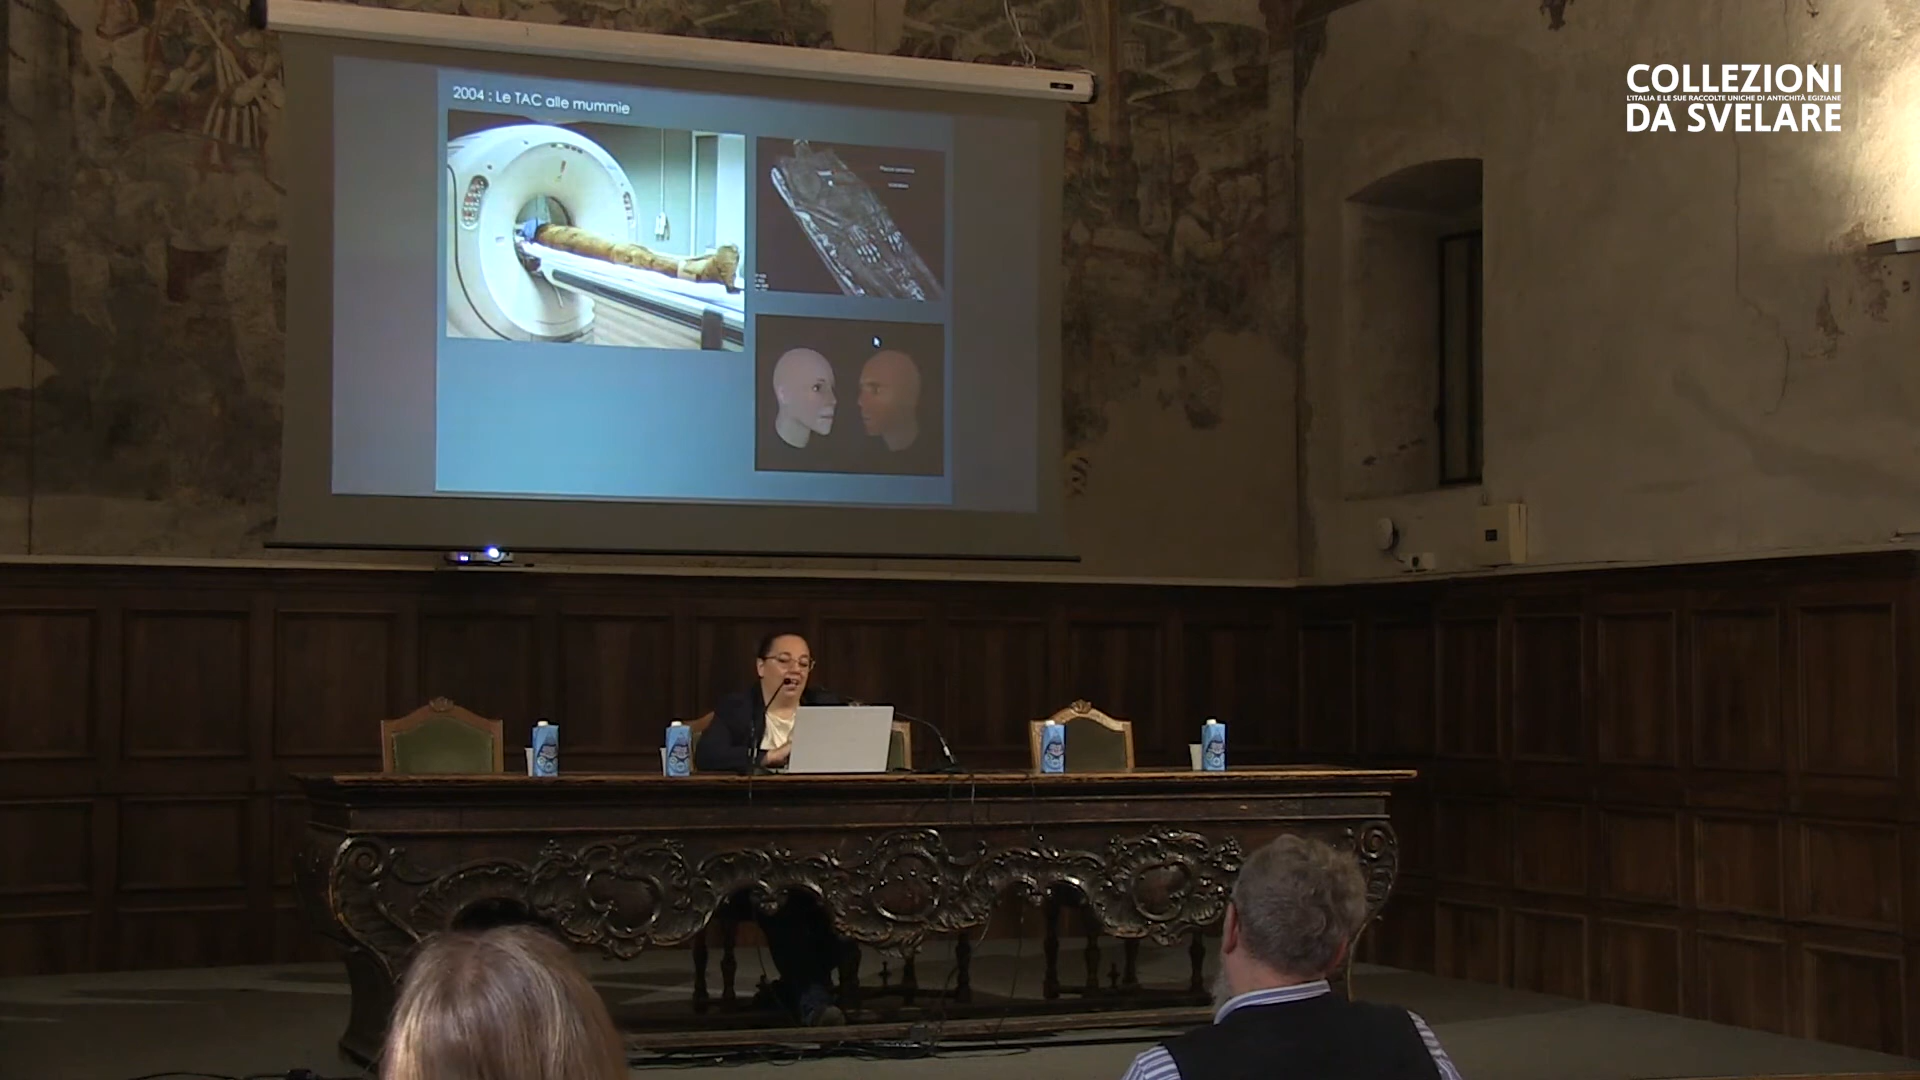 2004 : Le TAC alle mummie
COLLEZIONI
L'ITALIA E LE SUE RACCOLTE UNICHE DI ANTICHITÀ EGIZIANE
DA SVELARE